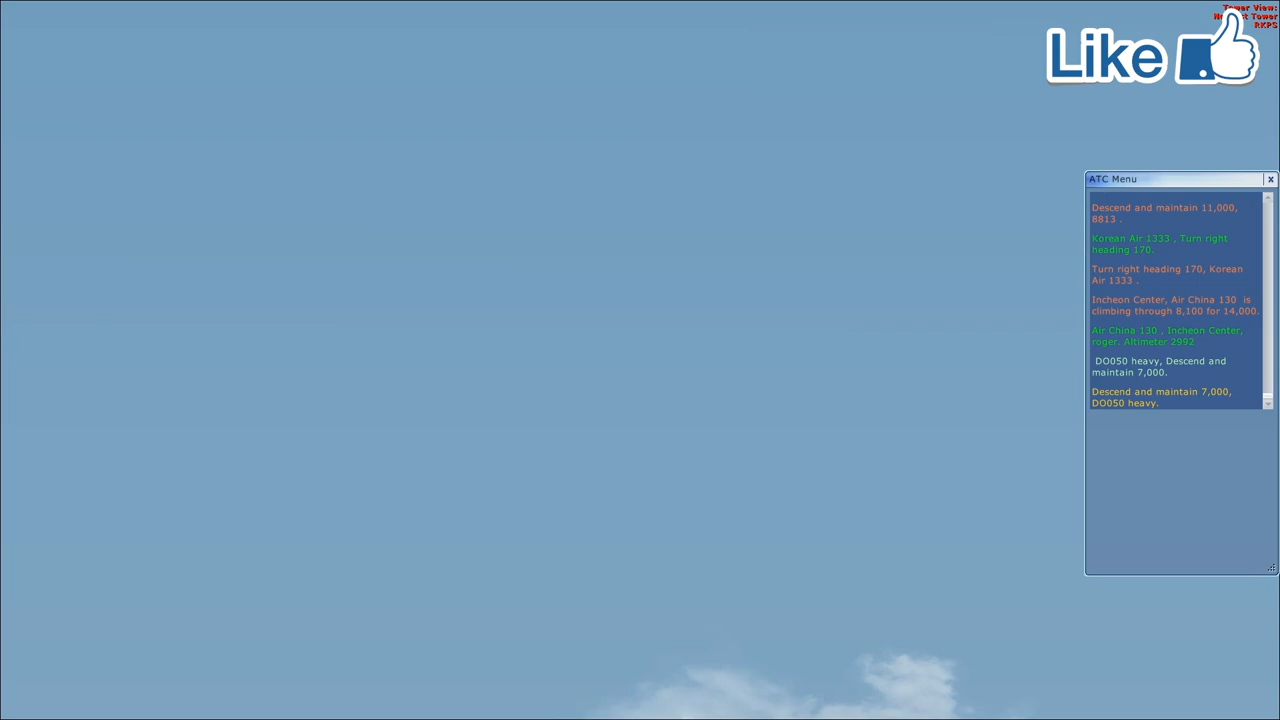 Tower View:
Tower
RKPS
Like
ATC Menu
Descend and maintain 11,000,
8813 .
Korean Air 1333 , Turn right
heading 170.
Turn right heading 170, Korean
Air 1333 .
Incheon Center, Air China 130 is
climbing through 8,100 for 14,000.
Air China 130 , Incheon Center,
roger. Altimeter 2992
DO050 heavy, Descend and
maintain 7,000.
Descend and maintain 7,000,
DO050 heavy.